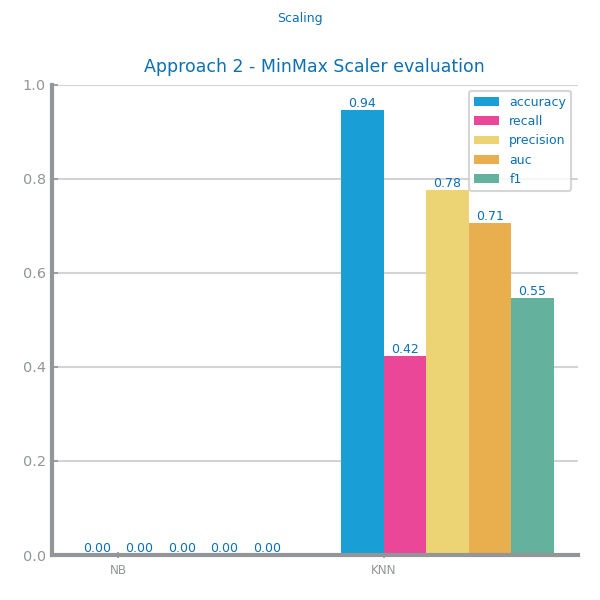 Scaling
Approach 2 - MinMax Scaler evaluation
1.0
0.8
0.6
0.4
0.2
0.0
0.00 0.00 0.00 0.00 0.00
0.94
0.42
0.78
0.71
0.55
accuracy
recall
precision
auc
f1
NB
KNN